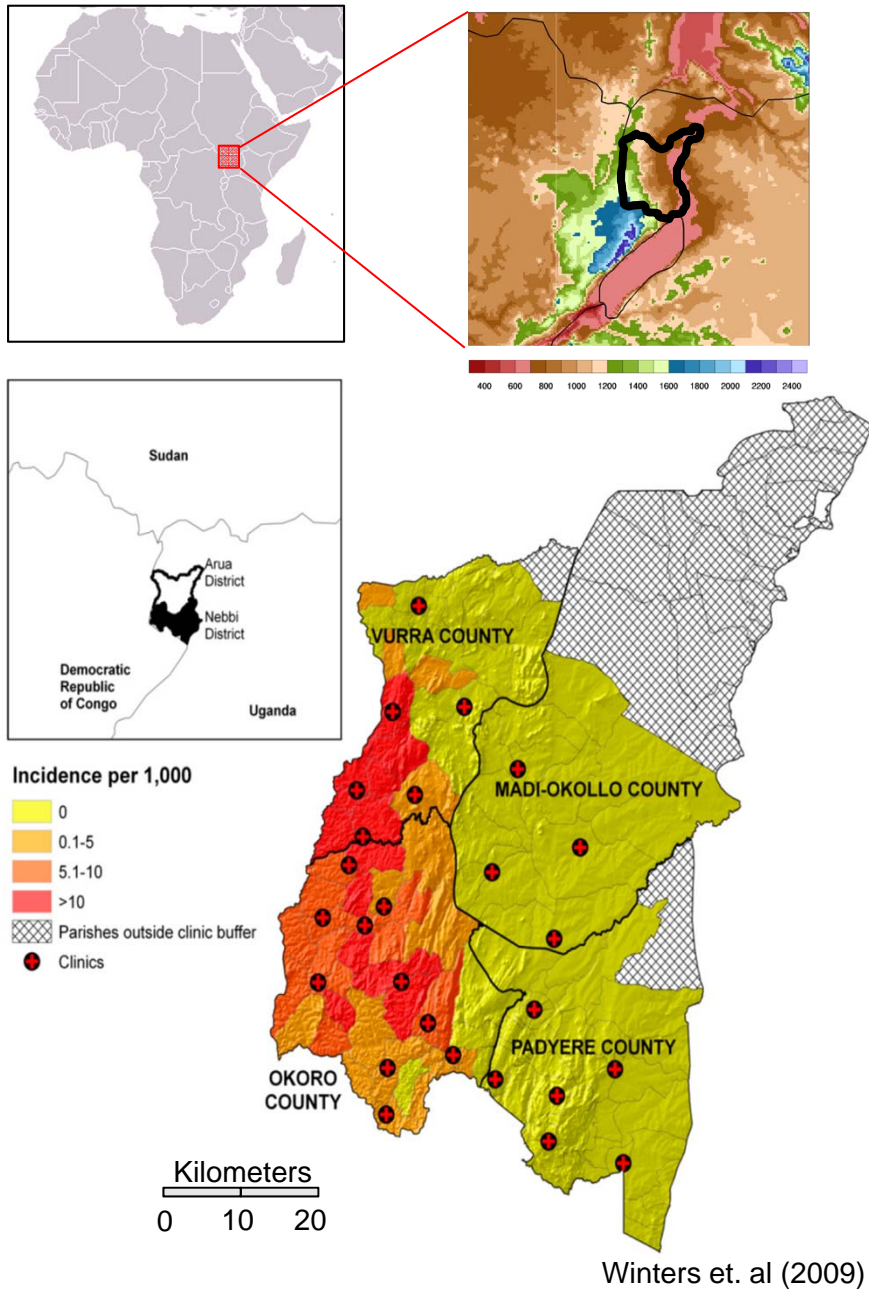 400 600 800 1000 1200 1400 1600 1800 2000 2200 2400
Sudan
Arua
District
Nebbi
District
Democratic
Republic
of Congo
Uganda
Incidence per 1,000
0
0.1-5
5.1-10
>10
Parishes outside clinic buffer
Clinics
VURRA COUNTY
MADI-OKOLLO COUNTY
PADYERE COUNTY
OKORO
COUNTY
Kilometers
0 10 20
Winters et. al (2009)